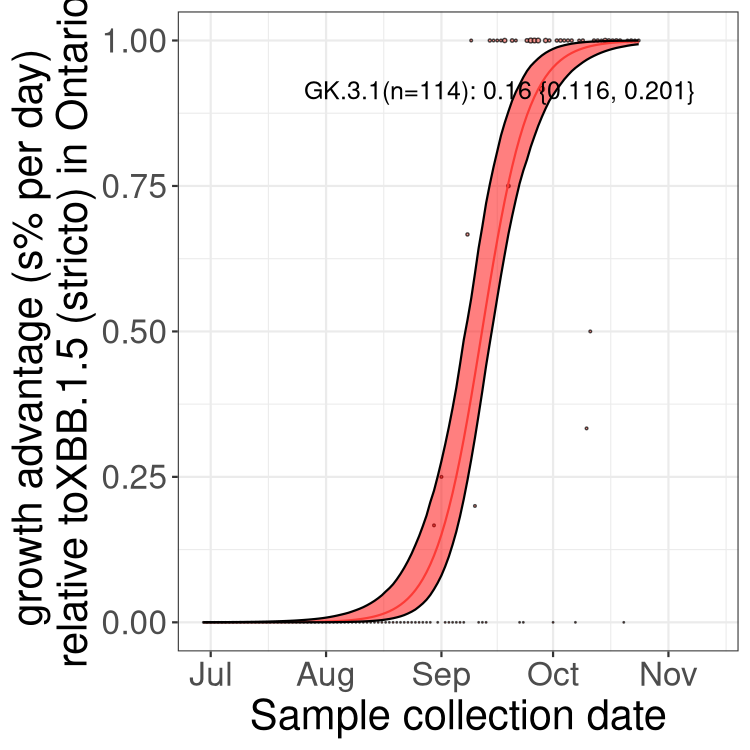 growth advantage (s% per day)
relative toXBB.1.5 (stricto) in Ontario
1.00
0.75
0.50
0.25
0.00
GK.3.1(n=114): 0.16 {0.116, 0.201}
Jul Aug Sep Oct Nov
Sample collection date